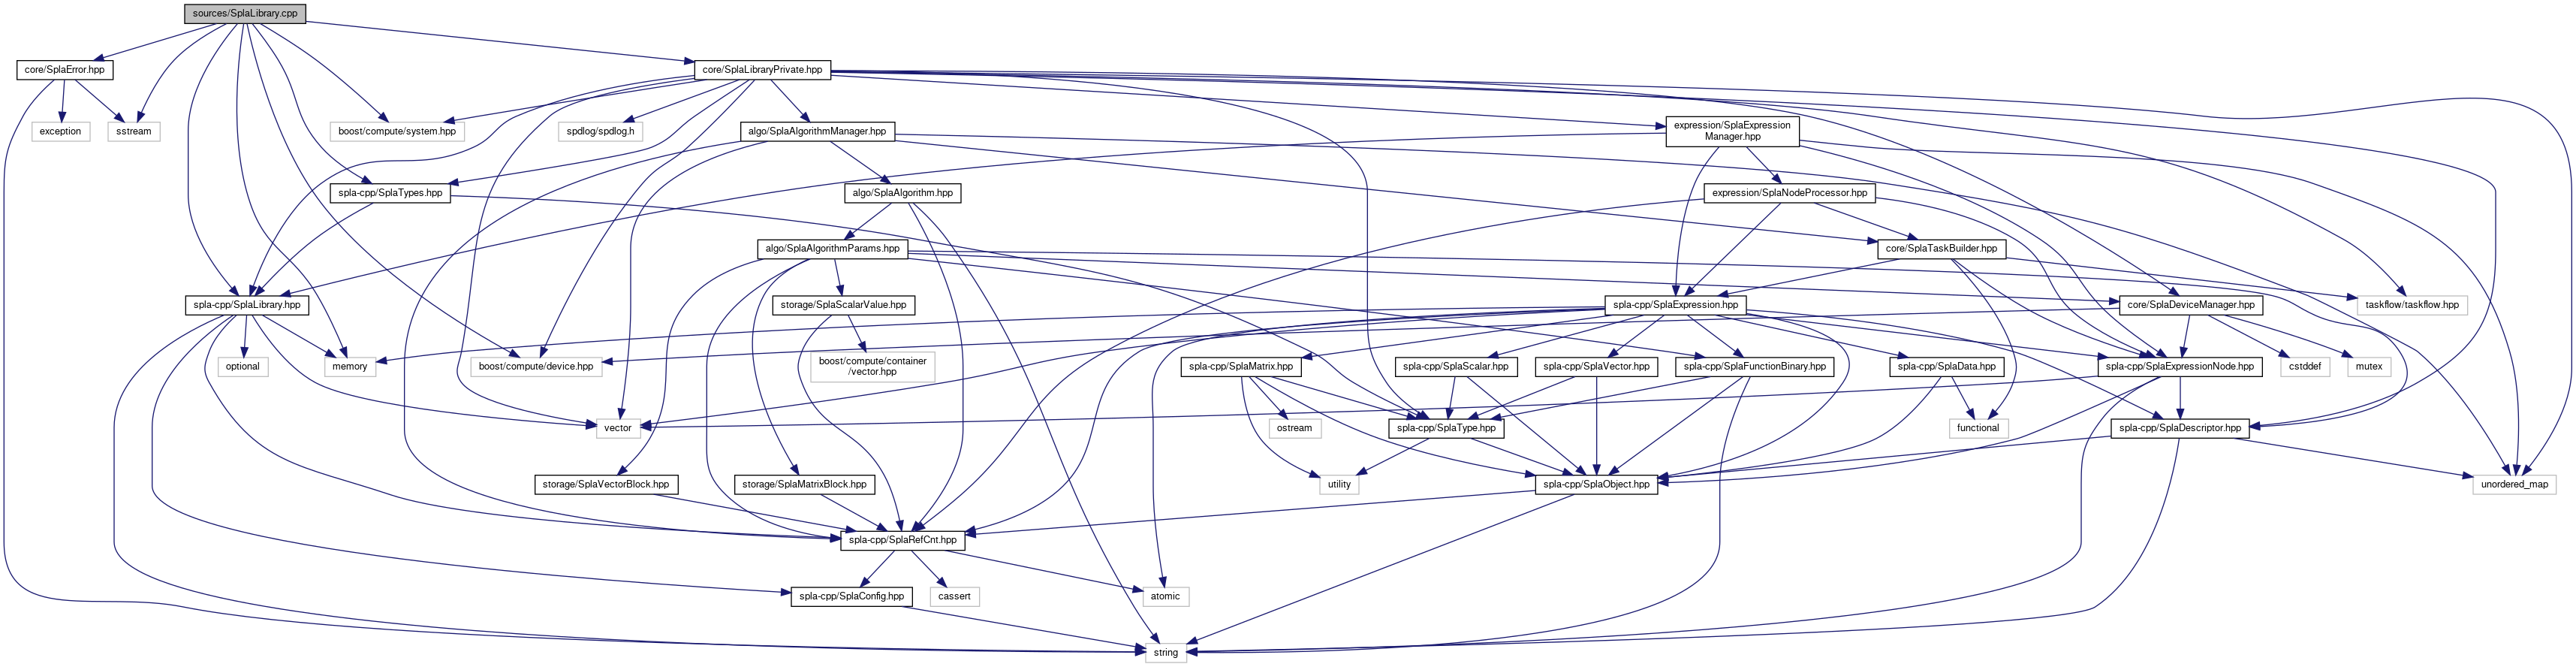 sources/SplaLibrary.cpp
core/SplaError.hpp
core/SplaLibraryPrivate.hpp
exception
sstream
boost/compute/system.hpp
spdlog/spdlog.h
algo/SplaAlgorithmManager.hpp
expression/SplaExpression
Manager.hpp
spla-cpp/SplaTypes.hpp
algo/SplaAlgorithm.hpp
expression/SplaNodeProcessor.hpp
algo/SplaAlgorithmParams.hpp
core/SplaTaskBuilder.hpp
spla-cpp/SplaLibrary.hpp
storage/SplaScalarValue.hpp
spla-cpp/SplaExpression.hpp
core/SplaDeviceManager.hpp
taskflow/taskflow.hpp
optional
memory
boost/compute/device.hpp
boost/compute/container
/vector.hpp
spla-cpp/SplaMatrix.hpp
spla-cpp/SplaScalar.hpp
spla-cpp/SplaVector.hpp
spla-cpp/SplaFunctionBinary.hpp
spla-cpp/SplaData.hpp
spla-cpp/SplaExpressionNode.hpp
cstddef
mutex
vector
ostream
spla-cpp/SplaType.hpp
functional
spla-cpp/SplaDescriptor.hpp
storage/SplaVectorBlock.hpp
storage/SplaMatrixBlock.hpp
utility
spla-cpp/SplaObject.hpp
unordered_map
spla-cpp/SplaRefCnt.hpp
spla-cpp/SplaConfig.hpp
cassert
atomic
string